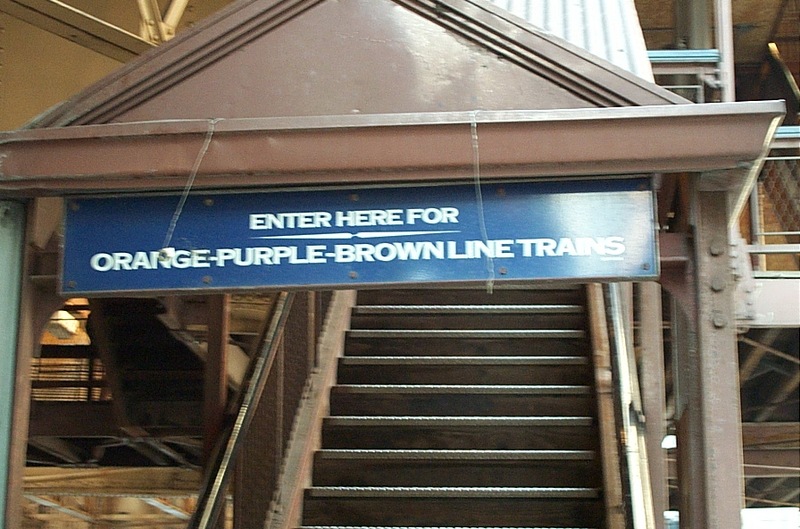 ENTER HERE FOR
ORANGE-PURPLE-BROWN LINE TRAINS